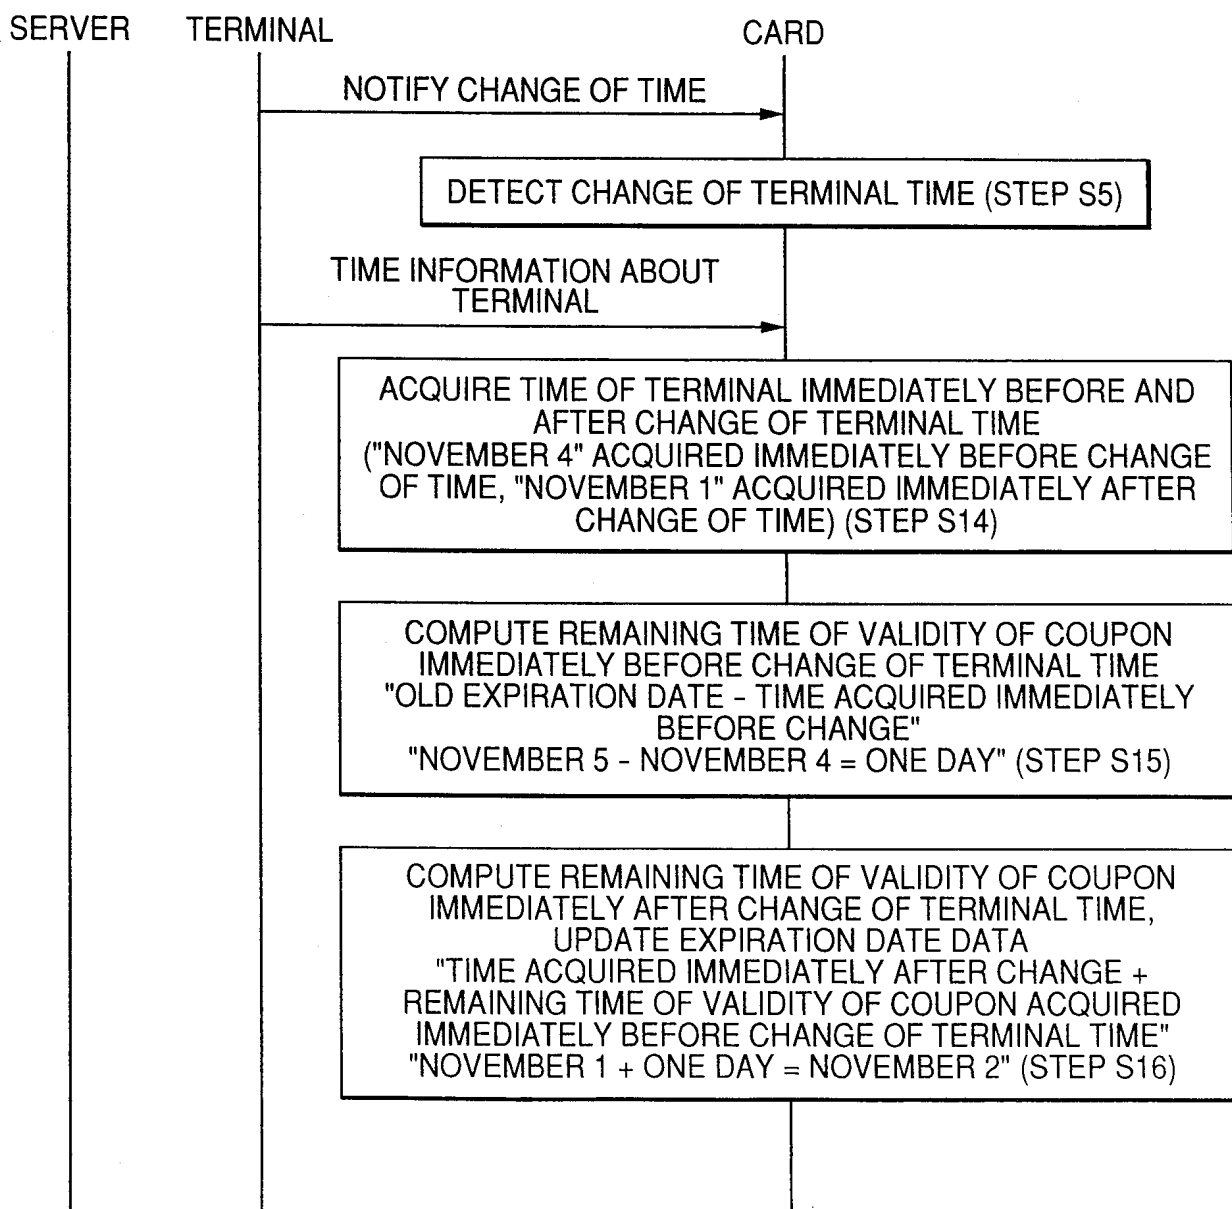 SERVER
TERMINAL
CARD
NOTIFY CHANGE OF TIME
DETECT CHANGE OF TERMINAL TIME (STEP S5)
TIME INFORMATION ABOUT
TERMINAL
ACQUIRE TIME OF TERMINAL IMMEDIATELY BEFORE AND
AFTER CHANGE OF TERMINAL TIME
("NOVEMBER 4" ACQUIRED IMMEDIATELY BEFORE CHANGE
OF TIME, "NOVEMBER 1" ACQUIRED IMMEDIATELY AFTER
CHANGE OF TIME) (STEP S14)
COMPUTE REMAINING TIME OF VALIDITY OF COUPON
IMMEDIATELY BEFORE CHANGE OF TERMINAL TIME
"OLD EXPIRATION DATE - TIME ACQUIRED IMMEDIATELY
BEFORE CHANGE"
"NOVEMBER 5 - NOVEMBER 4 = ONE DAY" (STEP S15)
COMPUTE REMAINING TIME OF VALIDITY OF COUPON
IMMEDIATELY AFTER CHANGE OF TERMINAL TIME,
UPDATE EXPIRATION DATE DATA
"TIME ACQUIRED IMMEDIATELY AFTER CHANGE +
REMAINING TIME OF VALIDITY OF COUPON ACQUIRED
IMMEDIATELY BEFORE CHANGE OF TERMINAL TIME"
"NOVEMBER 1 + ONE DAY = NOVEMBER 2" (STEP S16)